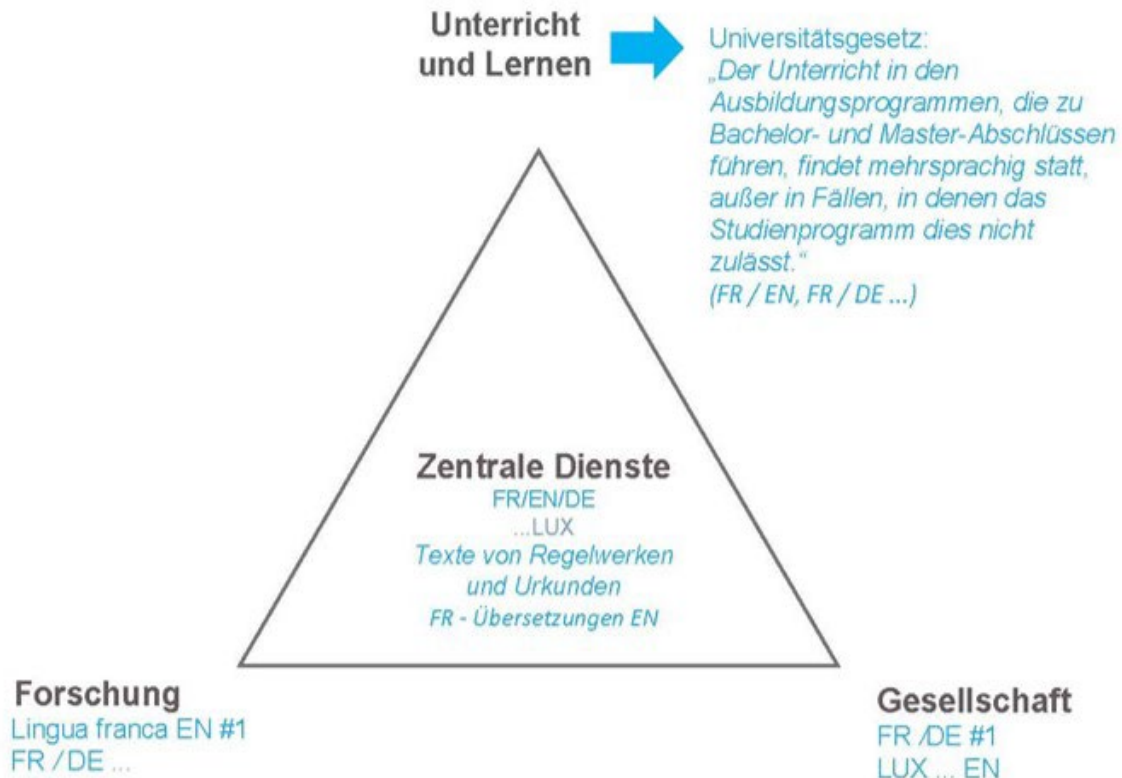 Unterricht
und Lernen
Universitätsgesetz:
„Der Unterricht in den
Ausbildungsprogrammen, die zu
Bachelor- und Master-Abschlüssen
führen, findet mehrsprachig statt,
außer in Fällen, in denen das
Studienprogramm dies nicht
zulässt.“
(FR / EN, FR / DE ...)
Zentrale Dienste
FR/EN/DE
...LUX
Texte von Regelwerken
und Urkunden
FR - Übersetzungen EN
Forschung
Lingua franca EN #1
FR / DE ...
Gesellschaft
FR /DE #1
LUX ... EN